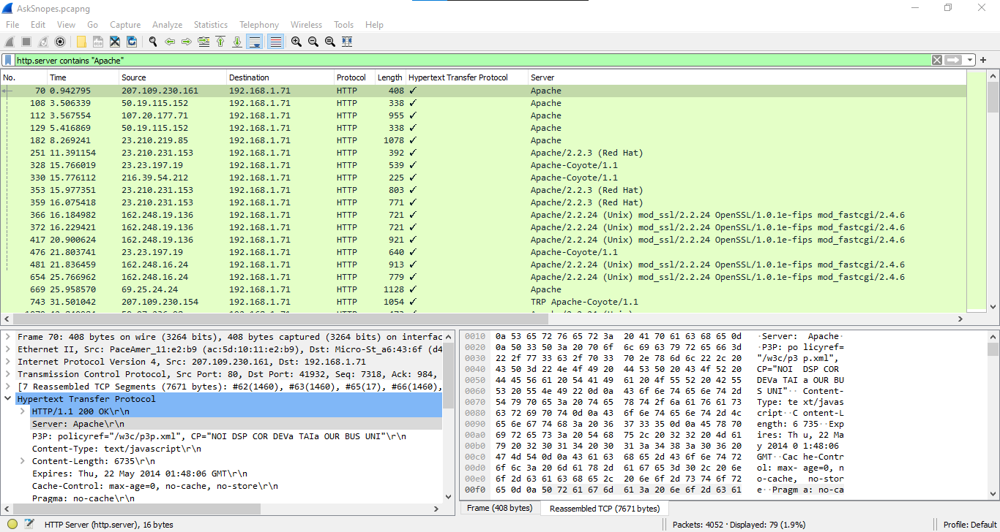 AskSnopes.pcapng
File Edit View Go Capture Analyze Statistics Telephony Wireless Tools Help
http.server contains "Apache"
No. Time Source Destination Protocol Length Hypertext Transfer Protocol Server
70 0.942795 207.109.230.161 192.168.1.71 HTTP 408 ✓ Apache
108 3.506339 50.19.115.152 192.168.1.71 HTTP 338 ✓ Apache
112 3.567554 107.20.177.71 192.168.1.71 HTTP 955 ✓ Apache
129 5.416869 50.19.115.152 192.168.1.71 HTTP 338 ✓ Apache
182 8.269241 23.210.219.85 192.168.1.71 HTTP 1078 ✓ Apache
251 11.391154 23.210.231.153 192.168.1.71 HTTP 392 ✓ Apache/2.2.3 (Red Hat)
328 15.766019 23.23.197.19 192.168.1.71 HTTP 539 ✓ Apache-Coyote/1.1
330 15.776112 216.39.54.212 192.168.1.71 HTTP 225 ✓ Apache-Coyote/1.1
353 15.977351 23.210.231.153 192.168.1.71 HTTP 803 ✓ Apache/2.2.3 (Red Hat)
359 16.075418 23.210.231.153 192.168.1.71 HTTP 771 ✓ Apache/2.2.3 (Red Hat)
366 16.184982 162.248.19.136 192.168.1.71 HTTP 721 ✓ Apache/2.2.24 (Unix) mod_ssl/2.2.24 OpenSSL/1.0.1e-fips mod_fastcgi/2.4.6
372 16.229421 162.248.19.136 192.168.1.71 HTTP 721 ✓ Apache/2.2.24 (Unix) mod_ssl/2.2.24 OpenSSL/1.0.1e-fips mod_fastcgi/2.4.6
417 20.900624 162.248.19.136 192.168.1.71 HTTP 921 ✓ Apache/2.2.24 (Unix) mod_ssl/2.2.24 OpenSSL/1.0.1e-fips mod_fastcgi/2.4.6
476 21.803741 23.23.197.19 192.168.1.71 HTTP 640 ✓ Apache-Coyote/1.1
481 21.836459 162.248.16.24 192.168.1.71 HTTP 913 ✓ Apache/2.2.24 (Unix) mod_ssl/2.2.24 OpenSSL/1.0.1e-fips mod_fastcgi/2.4.6
654 25.766962 162.248.16.24 192.168.1.71 HTTP 779 ✓ Apache/2.2.24 (Unix) mod_ssl/2.2.24 OpenSSL/1.0.1e-fips mod_fastcgi/2.4.6
669 25.958570 69.25.24.24 192.168.1.71 HTTP 1128 ✓ Apache
743 31.501042 207.109.230.154 192.168.1.71 HTTP 1054 ✓ TRP Apache-Coyote/1.1
Frame 70: 408 bytes on wire (3264 bits), 408 bytes captured (3264 bits) on interfac
Ethernet II, Src: PaceAmer_11:e2:b9 (ac:5d:10:11:e2:b9), Dst: Micro-St_a6:43:6f (d4
Internet Protocol Version 4, Src: 207.109.230.161, Dst: 192.168.1.71
Transmission Control Protocol, Src Port: 80, Dst Port: 41932, Seq: 7318, Ack: 984,
[7 Reassembled TCP Segments (7671 bytes): #62(1460), #63(1460), #65(17), #66(1460),
Hypertext Transfer Protocol
HTTP/1.1 200 OK\r\n
Server: Apache\r\n
P3P: policyref="/w3c/p3p.xml", CP="NOI DSP COR DEVa TAIa OUR BUS UNI"\r\n
Content-Type: text/javascript\r\n
Content-Length: 6735\r\n
Expires: Thu, 22 May 2014 01:48:06 GMT\r\n
Cache-Control: max-age=0, no-cache, no-store\r\n
Pragma: no-cache\r\n
0010 0a 53 65 72 76 65 72 3a 20 41 70 61 63 68 65 0d ·Server: Apache·
0020 0a 50 33 50 3a 20 70 6f 6c 69 63 79 72 65 66 3d ·P3P: po licyref=
0030 22 2f 77 33 63 2f 70 33 70 2e 78 6d 6c 22 2c 20 "/w3c/p3 p.xml",
0040 43 50 3d 22 4e 4f 49 20 44 53 50 20 43 4f 52 20 CP="NOI DSP COR
0050 44 45 56 61 20 54 41 49 61 20 4f 55 52 20 42 55 DEVa TAI a OUR BU
0060 53 20 55 4e 49 22 0d 0a 43 6f 6e 74 65 6e 74 2d S UNI"·· Content-
0070 54 79 70 65 3a 20 74 65 78 74 2f 6a 61 76 61 73 Type: te xt/javas
0080 63 72 69 70 74 0d 0a 43 6f 6e 74 65 6e 74 2d 4c cript··C ontent-L
0090 65 6e 67 74 68 3a 20 36 37 33 35 0d 0a 45 78 70 ength: 6 735··Exp
00a0 69 72 65 73 3a 20 54 68 75 2c 20 32 32 20 4d 61 ires: Th u, 22 Ma
00b0 79 20 32 30 31 34 20 30 31 3a 34 38 3a 30 36 20 y 2014 0 1:48:06
00c0 47 4d 54 0d 0a 43 61 63 68 65 2d 43 6f 6e 74 72 GMT··Cac he-Contr
00d0 6f 6c 3a 20 6d 61 78 2d 61 67 65 3d 30 2c 20 6e ol: max- age=0, n
00e0 6f 2d 63 61 63 68 65 2c 20 6e 6f 2d 73 74 6f 72 o-cache, no-stor
00f0 65 0d 0a 50 72 61 67 6d 61 3a 20 6e 6f 2d 63 61 e··Pragm a: no-ca
Frame (408 bytes) Reassembled TCP (7671 bytes)
HTTP Server (http.server), 16 bytes Packets: 4052 · Displayed: 79 (1.9%) Profile: Default